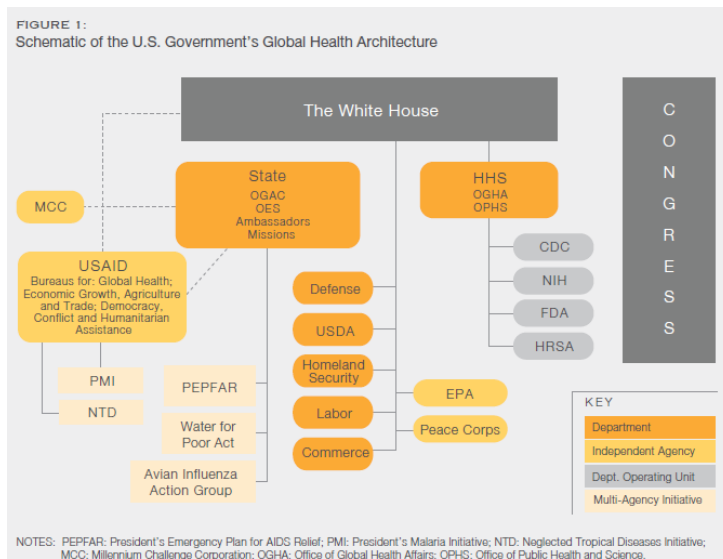 FIGURE 1:
Schematic of the U.S. Government's Global Health Architecture
The White House
CONGRESS
State
OGAC
OES
Ambassadors
Missions
HHS
OGHA
OPHS
MCC
USAID
Bureaus for: Global Health;
Economic Growth, Agriculture
and Trade; Democracy,
Conflict and Humanitarian
Assistance
CDC
NIH
FDA
HRSA
Defense
USDA
Homeland
Security
Labor
Commerce
EPA
Peace Corps
PMI
NTD
PEPFAR
Water for
Poor Act
Avian Influenza
Action Group
KEY
Department
Independent Agency
Dept. Operating Unit
Multi-Agency Initiative
NOTES: PEPFAR: President's Emergency Plan for AIDS Relief; PMI: President's Malaria Initiative; NTD: Neglected Tropical Diseases Initiative;
MCC: Millennium Challenge Corporation; OGHA: Office of Global Health Affairs; OPHS: Office of Public Health and Science.